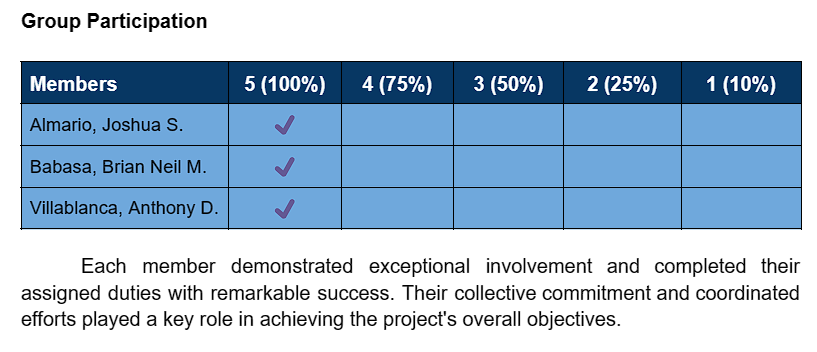 Group Participation
Members 5 (100%) 4 (75%) 3 (50%) 2 (25%) 1 (10%)
Almario, Joshua S.
Babasa, Brian Neil M.
Villablanca, Anthony D.
Each member demonstrated exceptional involvement and completed their
assigned duties with remarkable success. Their collective commitment and coordinated
efforts played a key role in achieving the project's overall objectives.